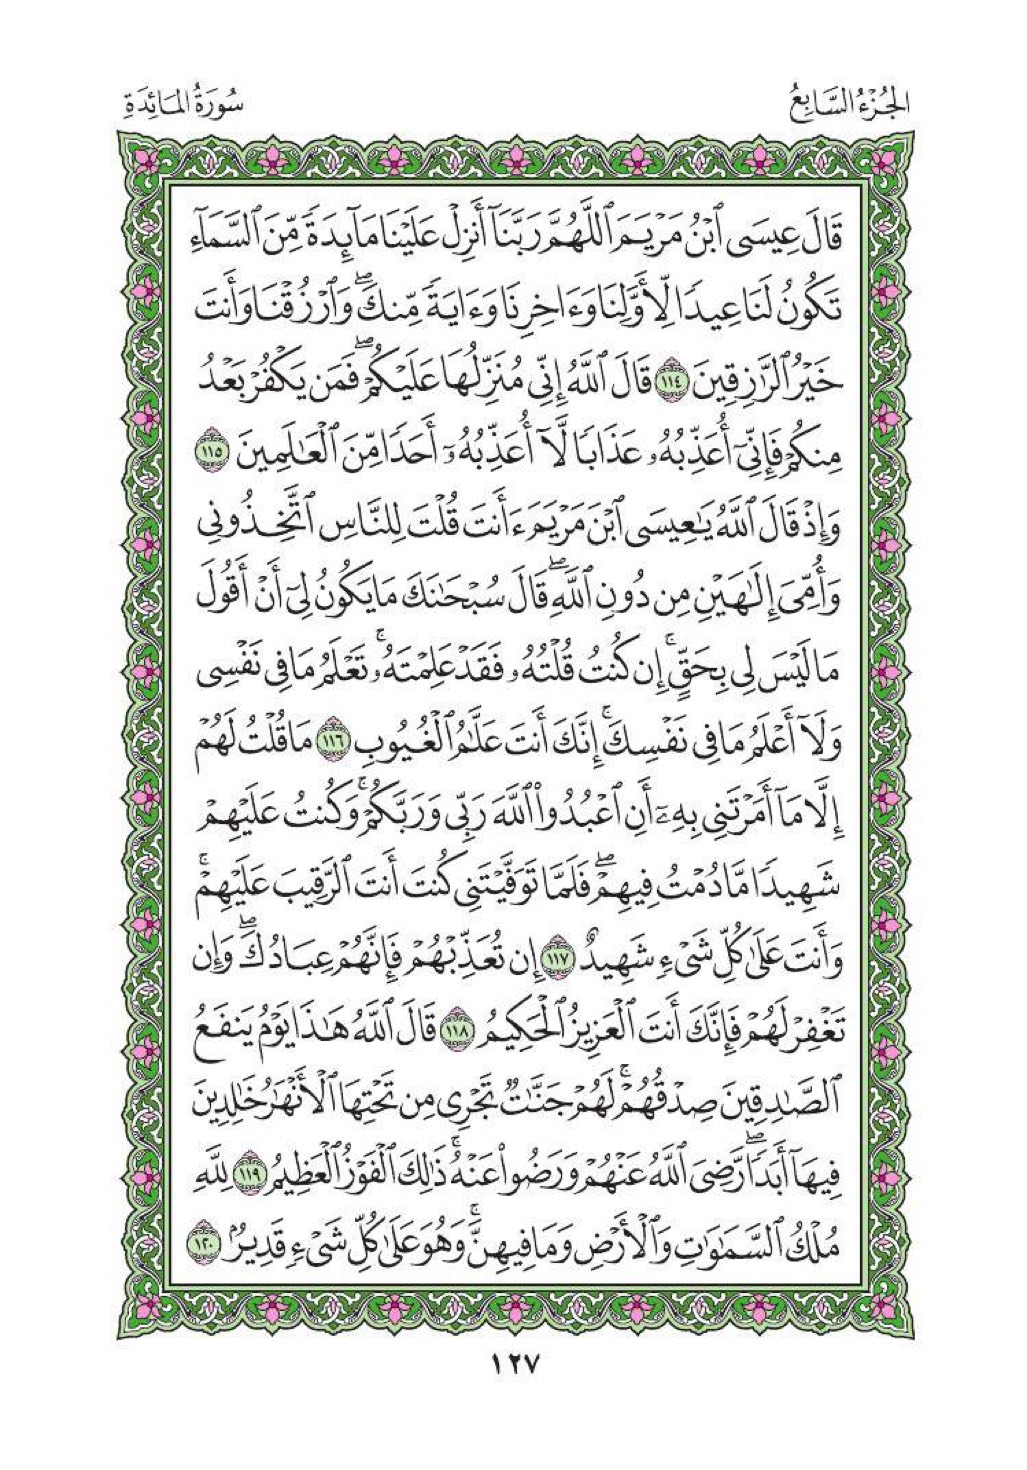 الجُزْءُ السَّابِعُ
سُورَةُ المَائِدَةِ
قَالَ عِيسَى ٱبْنُ مَرْيَمَ ٱللَّهُمَّ رَبَّنَآ أَنزِلْ عَلَيْنَا مَآئِدَةً مِّنَ ٱلسَّمَآءِ
تَكُونُ لَنَا عِيدًا لِّأَوَّلِنَا وَءَاخِرِنَا وَءَايَةً مِّنكَۖ وَٱرْزُقْنَا وَأَنتَ
خَيْرُ ٱلرَّٰزِقِينَ ١١٤ قَالَ ٱللَّهُ إِنِّي مُنَزِّلُهَا عَلَيْكُمْۖ فَمَن يَكْفُرْ بَعْدُ
مِنكُمْ فَإِنِّيٓ أُعَذِّبُهُۥ عَذَابًا لَّآ أُعَذِّبُهُۥٓ أَحَدًا مِّنَ ٱلْعَٰلَمِينَ ١١٥
وَإِذْ قَالَ ٱللَّهُ يَٰعِيسَى ٱبْنَ مَرْيَمَ ءَأَنتَ قُلْتَ لِلنَّاسِ ٱتَّخِذُونِي
وَأُمِّيَ إِلَٰهَيْنِ مِن دُونِ ٱللَّهِۖ قَالَ سُبْحَٰنَكَ مَا يَكُونُ لِيٓ أَنْ أَقُولَ
مَا لَيْسَ لِي بِحَقٍّۚ إِن كُنتُ قُلْتُهُۥ فَقَدْ عَلِمْتَهُۥۚ تَعْلَمُ مَا فِي نَفْسِي
وَلَآ أَعْلَمُ مَا فِي نَفْسِكَۚ إِنَّكَ أَنتَ عَلَّٰمُ ٱلْغُيُوبِ ١١٦ مَا قُلْتُ لَهُمْ
إِلَّا مَآ أَمَرْتَنِي بِهِۦٓ أَنِ ٱعْبُدُوا۟ ٱللَّهَ رَبِّي وَرَبَّكُمْۚ وَكُنتُ عَلَيْهِمْ
شَهِيدًا مَّا دُمْتُ فِيهِمْۖ فَلَمَّا تَوَفَّيْتَنِي كُنتَ أَنتَ ٱلرَّقِيبَ عَلَيْهِمْۚ
وَأَنتَ عَلَىٰ كُلِّ شَيْءٍ شَهِيدٌ ١١٧ إِن تُعَذِّبْهُمْ فَإِنَّهُمْ عِبَادُكَۖ وَإِن
تَغْفِرْ لَهُمْ فَإِنَّكَ أَنتَ ٱلْعَزِيزُ ٱلْحَكِيمُ ١١٨ قَالَ ٱللَّهُ هَٰذَا يَوْمُ يَنفَعُ
ٱلصَّٰدِقِينَ صِدْقُهُمْۚ لَهُمْ جَنَّٰتٌ تَجْرِي مِن تَحْتِهَا ٱلْأَنْهَٰرُ خَٰلِدِينَ
فِيهَآ أَبَدًاۖ رَّضِيَ ٱللَّهُ عَنْهُمْ وَرَضُوا۟ عَنْهُۚ ذَٰلِكَ ٱلْفَوْزُ ٱلْعَظِيمُ ١١٩ لِلَّهِ
مُلْكُ ٱلسَّمَٰوَٰتِ وَٱلْأَرْضِ وَمَا فِيهِنَّۚ وَهُوَ عَلَىٰ كُلِّ شَيْءٍ قَدِيرٌۢ ١٢٠
١٢٧